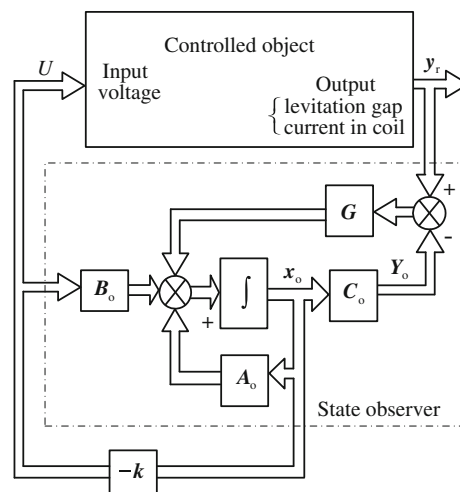 Controlled object
U
Input
voltage
y_r
Output
{ levitation gap
current in coil
+
G
-
x_o
Y_o
B_o
∫
C_o
+
A_o
State observer
-k